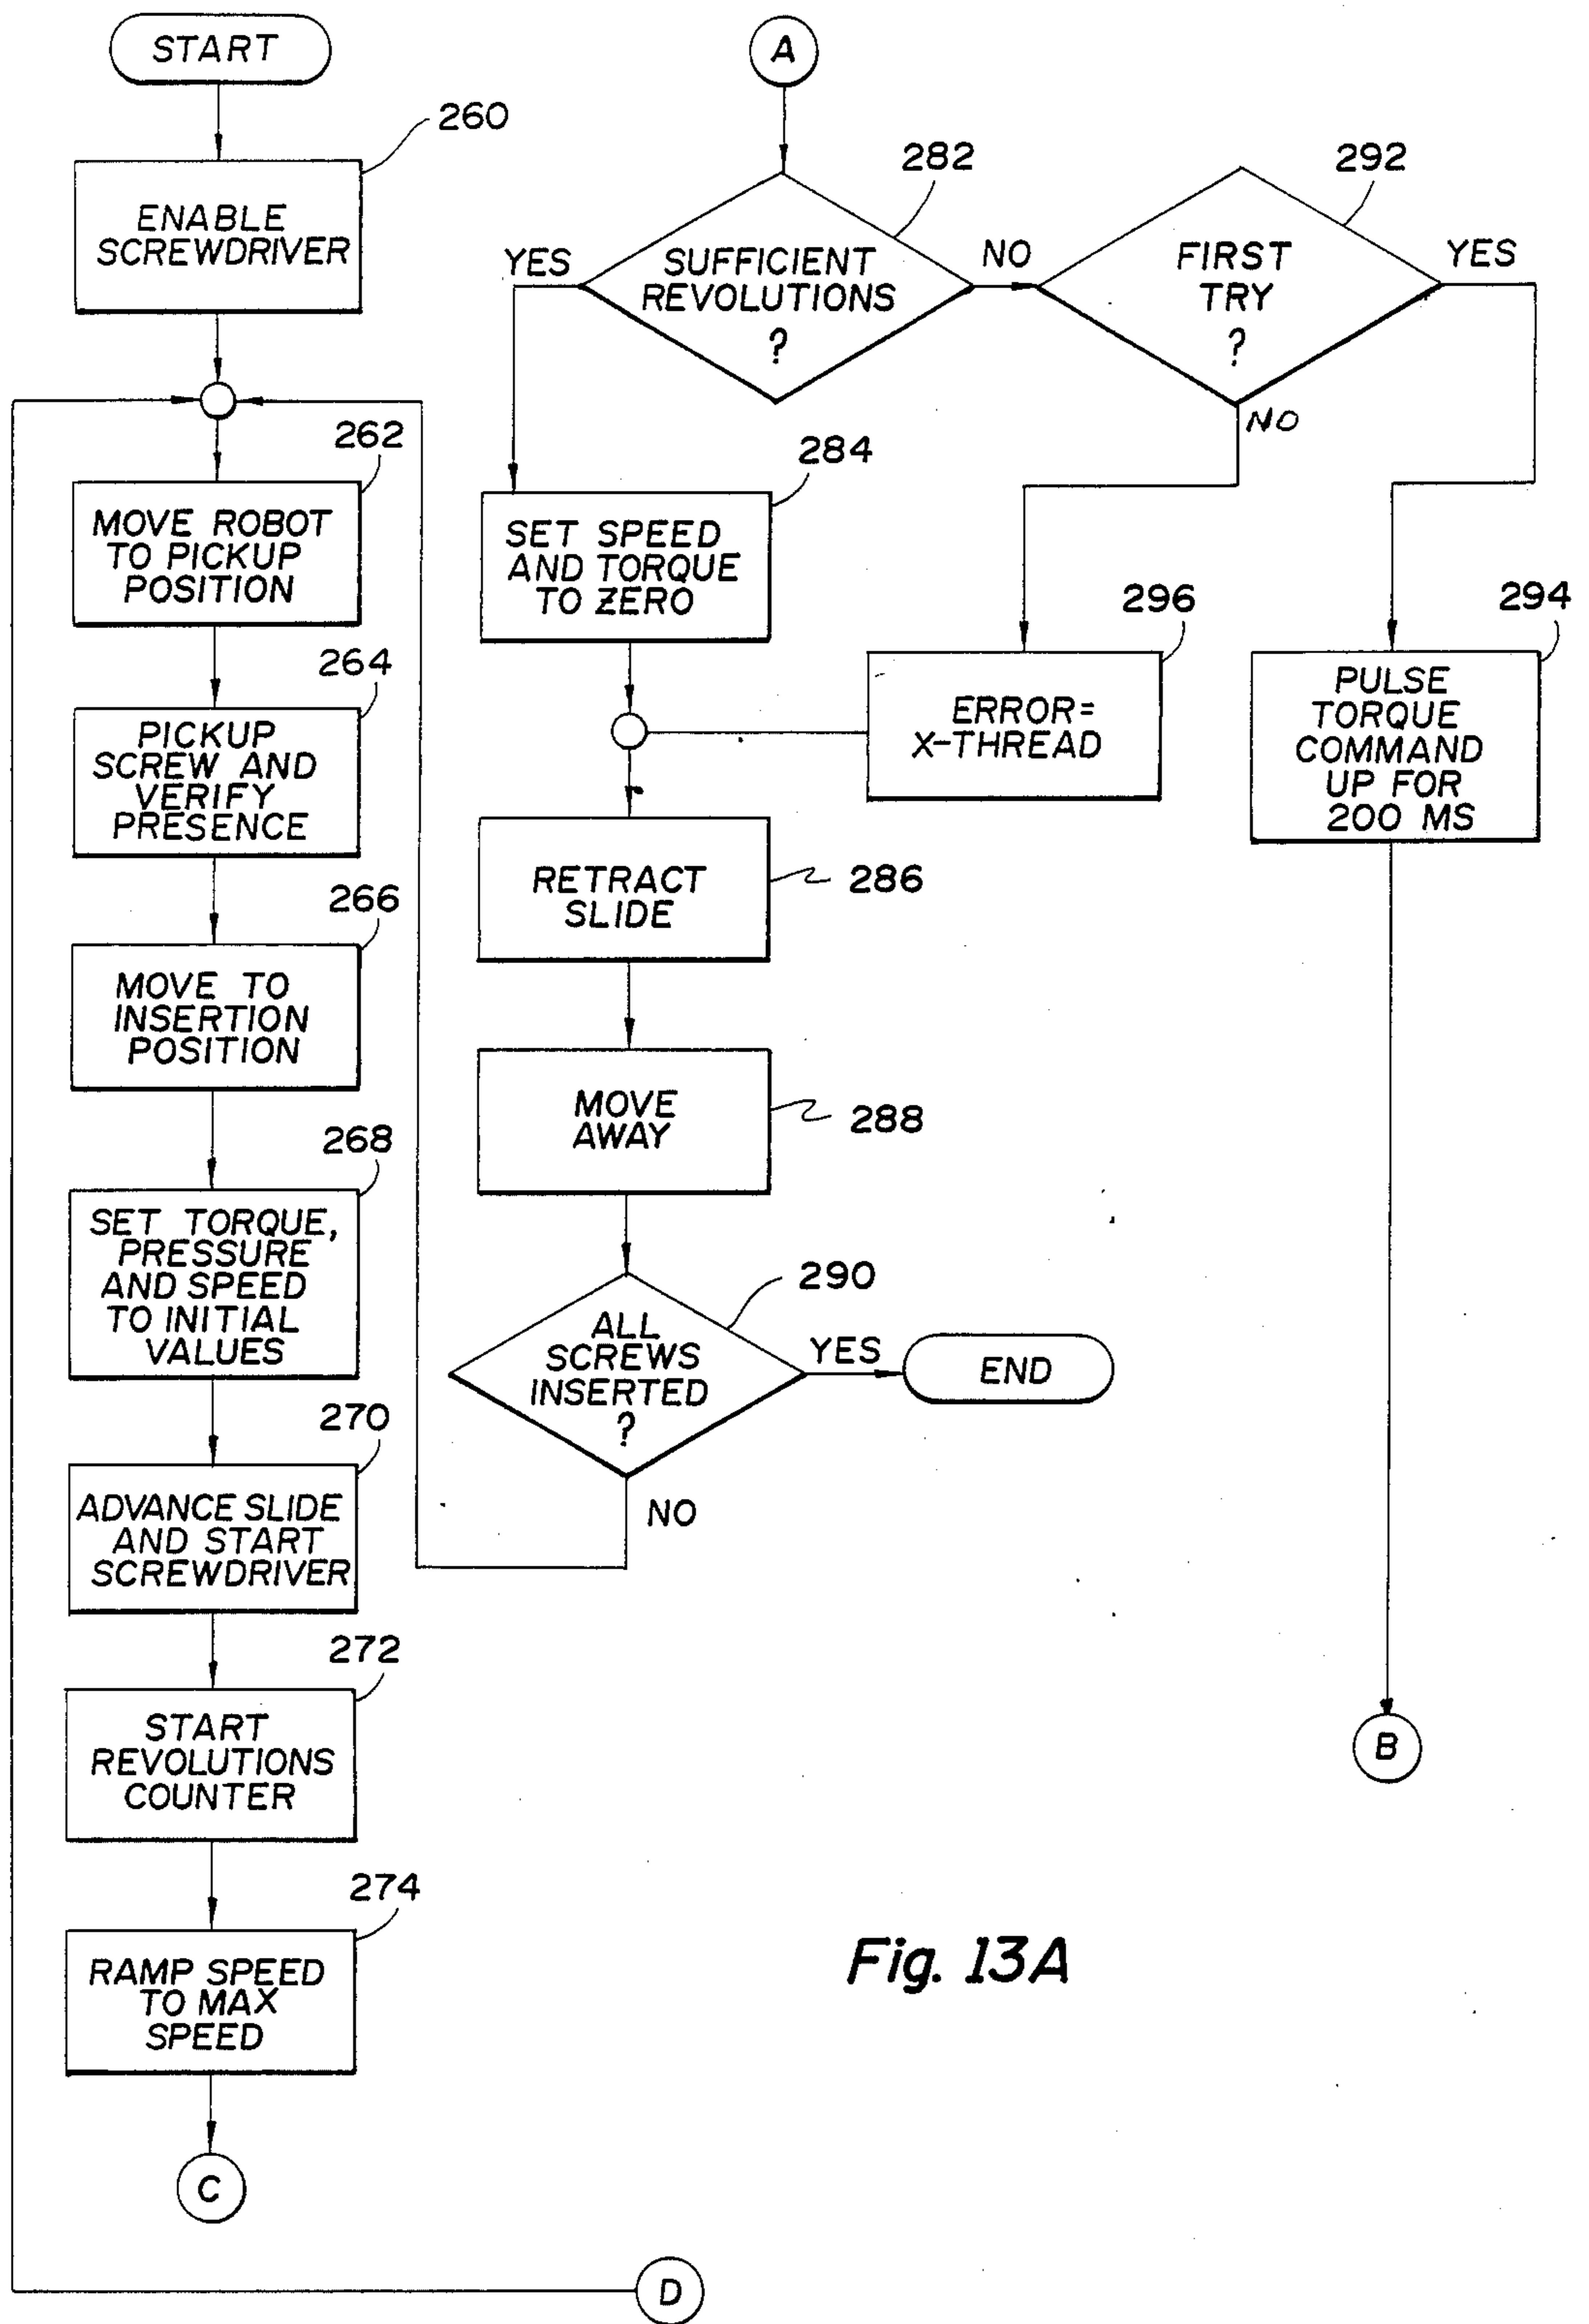 START
260
ENABLE
SCREWDRIVER
262
MOVE ROBOT
TO PICKUP
POSITION
264
PICKUP
SCREW AND
VERIFY
PRESENCE
266
MOVE TO
INSERTION
POSITION
268
SET TORQUE,
PRESSURE
AND SPEED
TO INITIAL
VALUES
270
ADVANCE SLIDE
AND START
SCREWDRIVER
272
START
REVOLUTIONS
COUNTER
274
RAMP SPEED
TO MAX
SPEED
C
A
282
YES
SUFFICIENT
REVOLUTIONS
?
NO
292
FIRST
TRY
?
YES
NO
284
SET SPEED
AND TORQUE
TO ZERO
296
ERROR=
X-THREAD
294
PULSE
TORQUE
COMMAND
UP FOR
200 MS
286
RETRACT
SLIDE
288
MOVE
AWAY
290
ALL
SCREWS
INSERTED
?
YES
END
NO
B
D
Fig. 13A